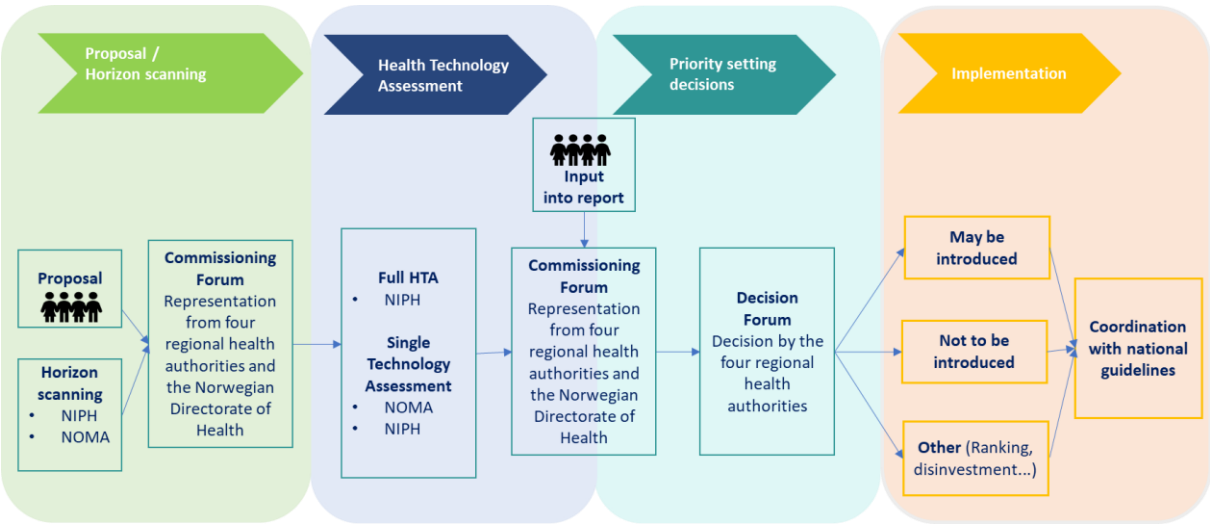 Proposal /
Horizon scanning
Health Technology
Assessment
Priority setting
decisions
Implementation
Input
into report
Proposal
Horizon
scanning
• NIPH
• NOMA
Commissioning
Forum
Representation
from four
regional health
authorities and
the Norwegian
Directorate of
Health
Full HTA
• NIPH
Single
Technology
Assessment
• NOMA
• NIPH
Commissioning
Forum
Representation
from four
regional health
authorities and
the Norwegian
Directorate of
Health
Decision
Forum
Decision by the
four regional
health
authorities
May be
introduced
Not to be
introduced
Other (Ranking,
disinvestment...)
Coordination
with national
guidelines